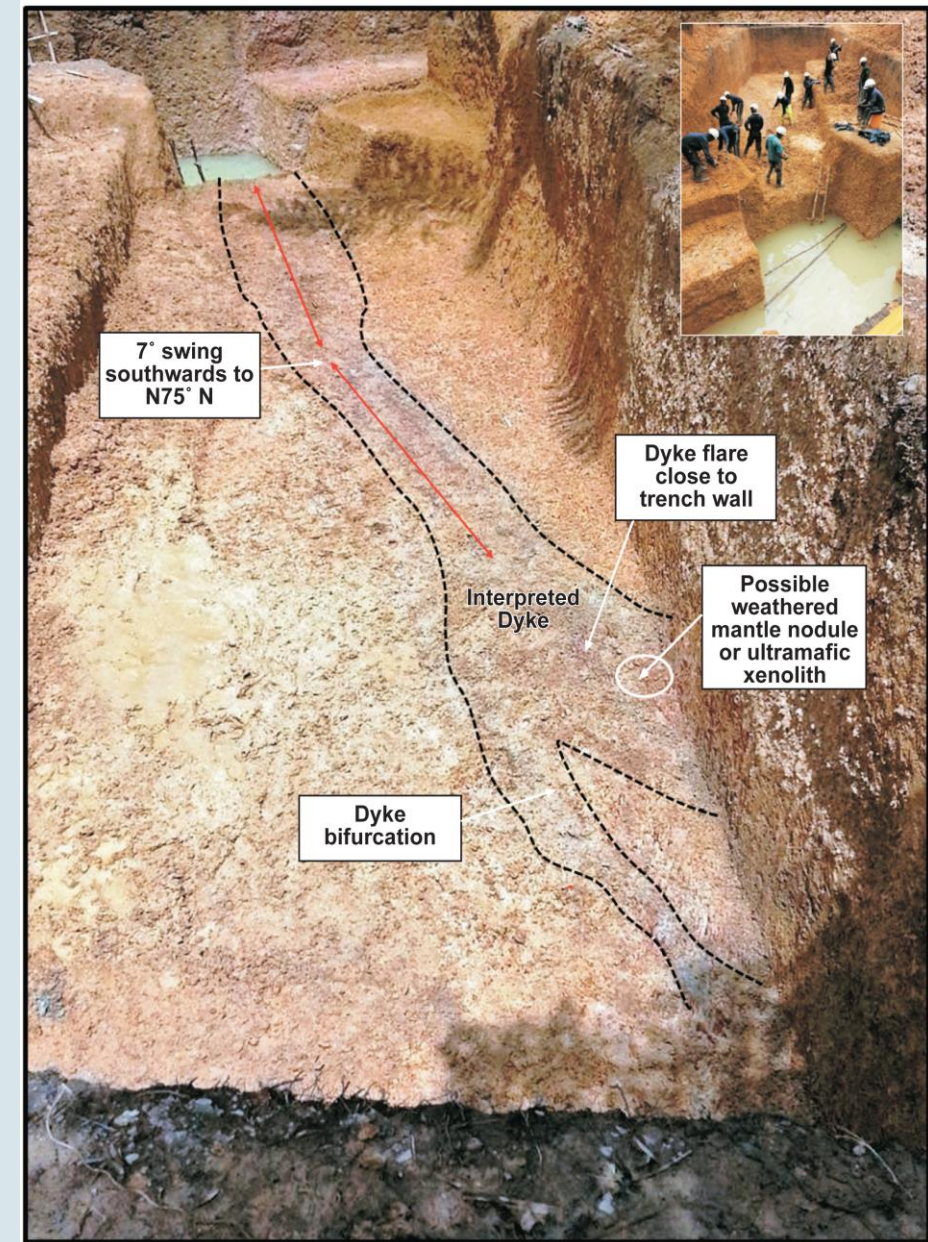 7° swing
southwards to
N75° N
Dyke flare
close to
trench wall
Possible
weathered
mantle nodule
or ultramafic
xenolith
Interpreted
Dyke
Dyke
bifurcation